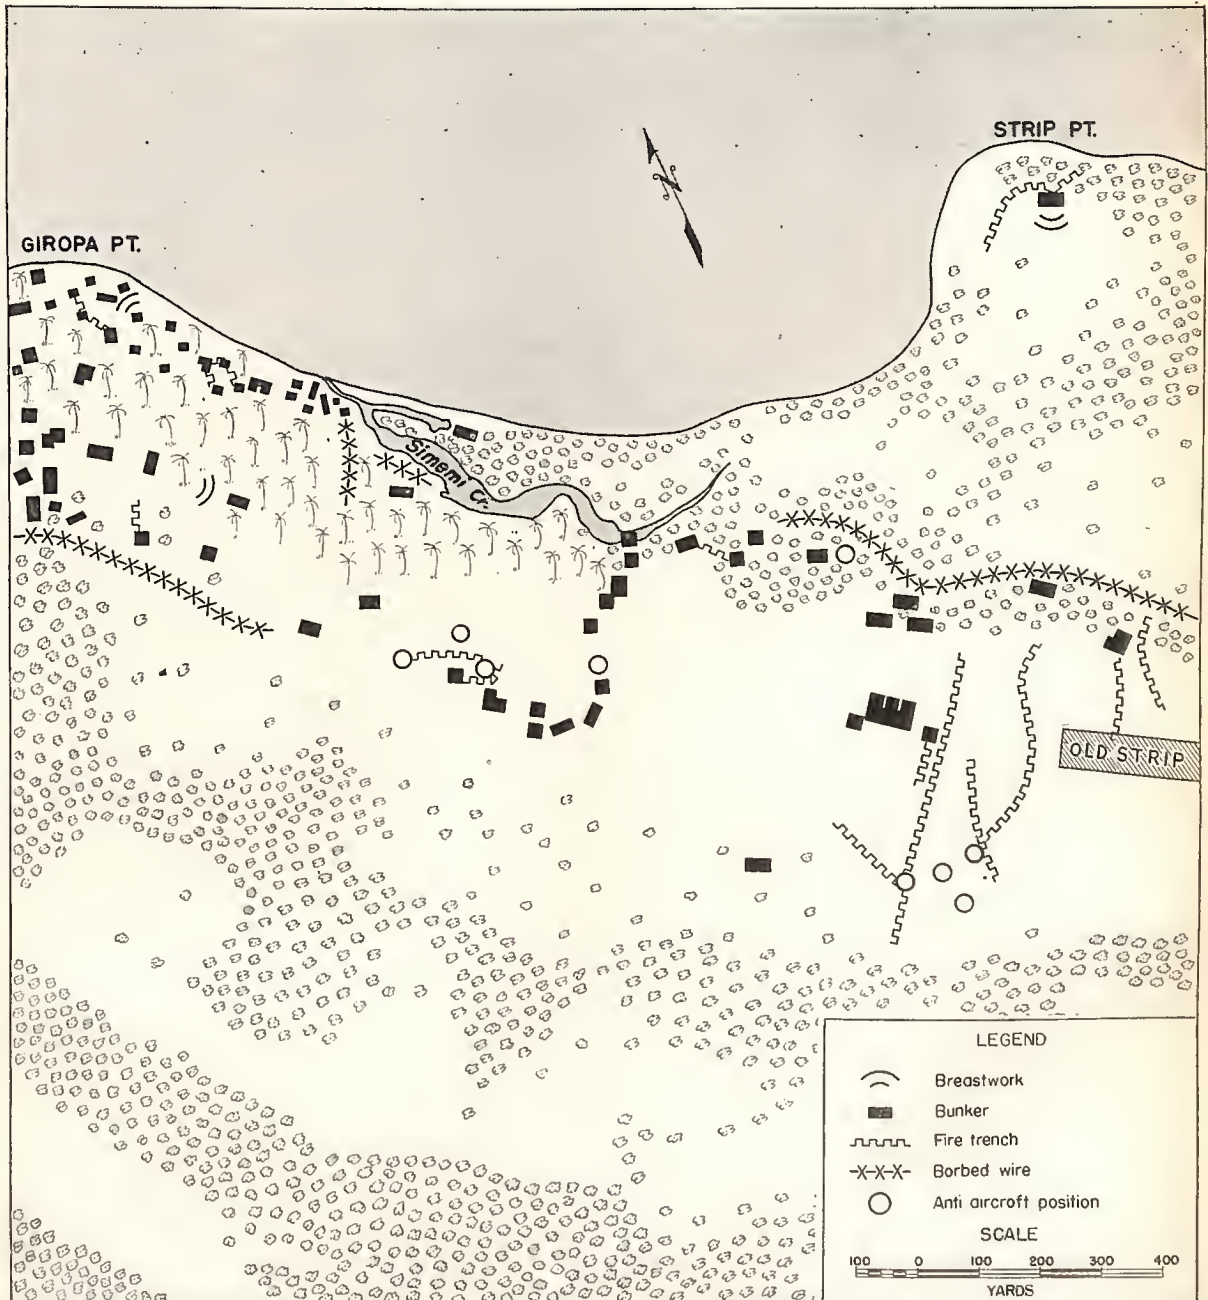 STRIP PT.
N
GIROPA PT.
Simemi Cr.
OLD STRIP
LEGEND
Breastwork
Bunker
Fire trench
Borbed wire
Anti aircroft position
SCALE
100 0 100 200 300 400
YARDS